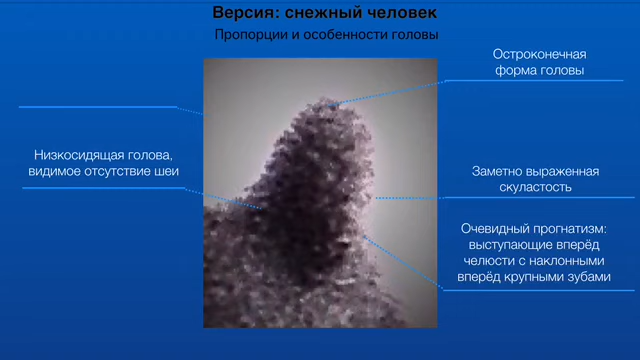 Версия: снежный человек
Пропорции и особенности головы
Остроконечная
форма головы
Низкосидящая голова,
видимое отсутствие шеи
Заметно выраженная
скуластость
Очевидный прогнатизм:
выступающие вперёд
челюсти с наклонными
вперёд крупными зубами